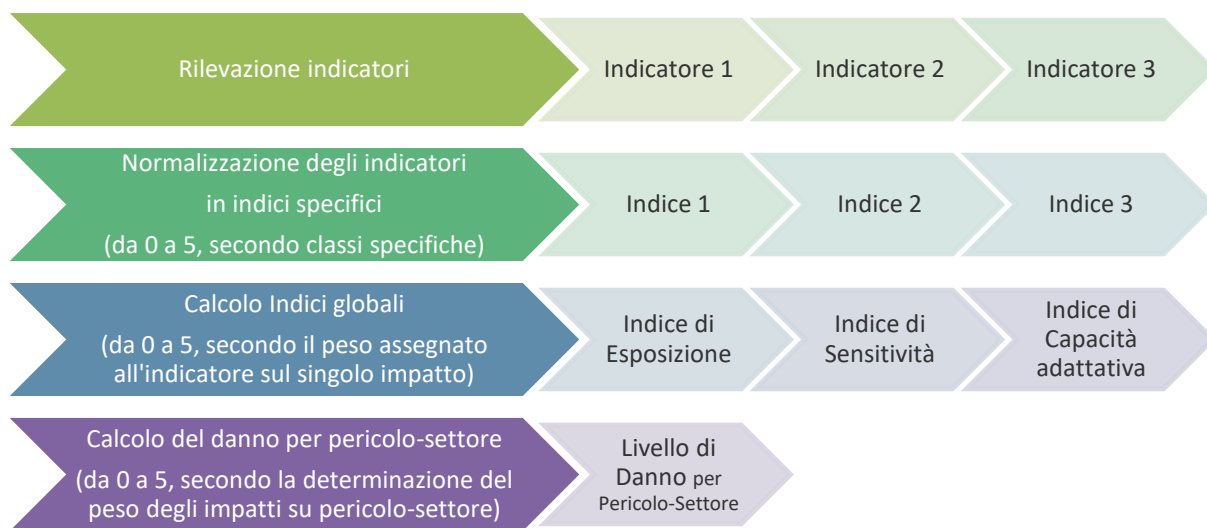 Rilevazione indicatori
Indicatore 1
Indicatore 2
Indicatore 3
Normalizzazione degli indicatori
in indici specifici
(da 0 a 5, secondo classi specifiche)
Indice 1
Indice 2
Indice 3
Calcolo Indici globali
(da 0 a 5, secondo il peso assegnato
all'indicatore sul singolo impatto)
Indice di
Esposizione
Indice di
Sensitività
Indice di
Capacità
adattativa
Calcolo del danno per pericolo-settore
(da 0 a 5, secondo la determinazione del
peso degli impatti su pericolo-settore)
Livello di
Danno per
Pericolo-Settore